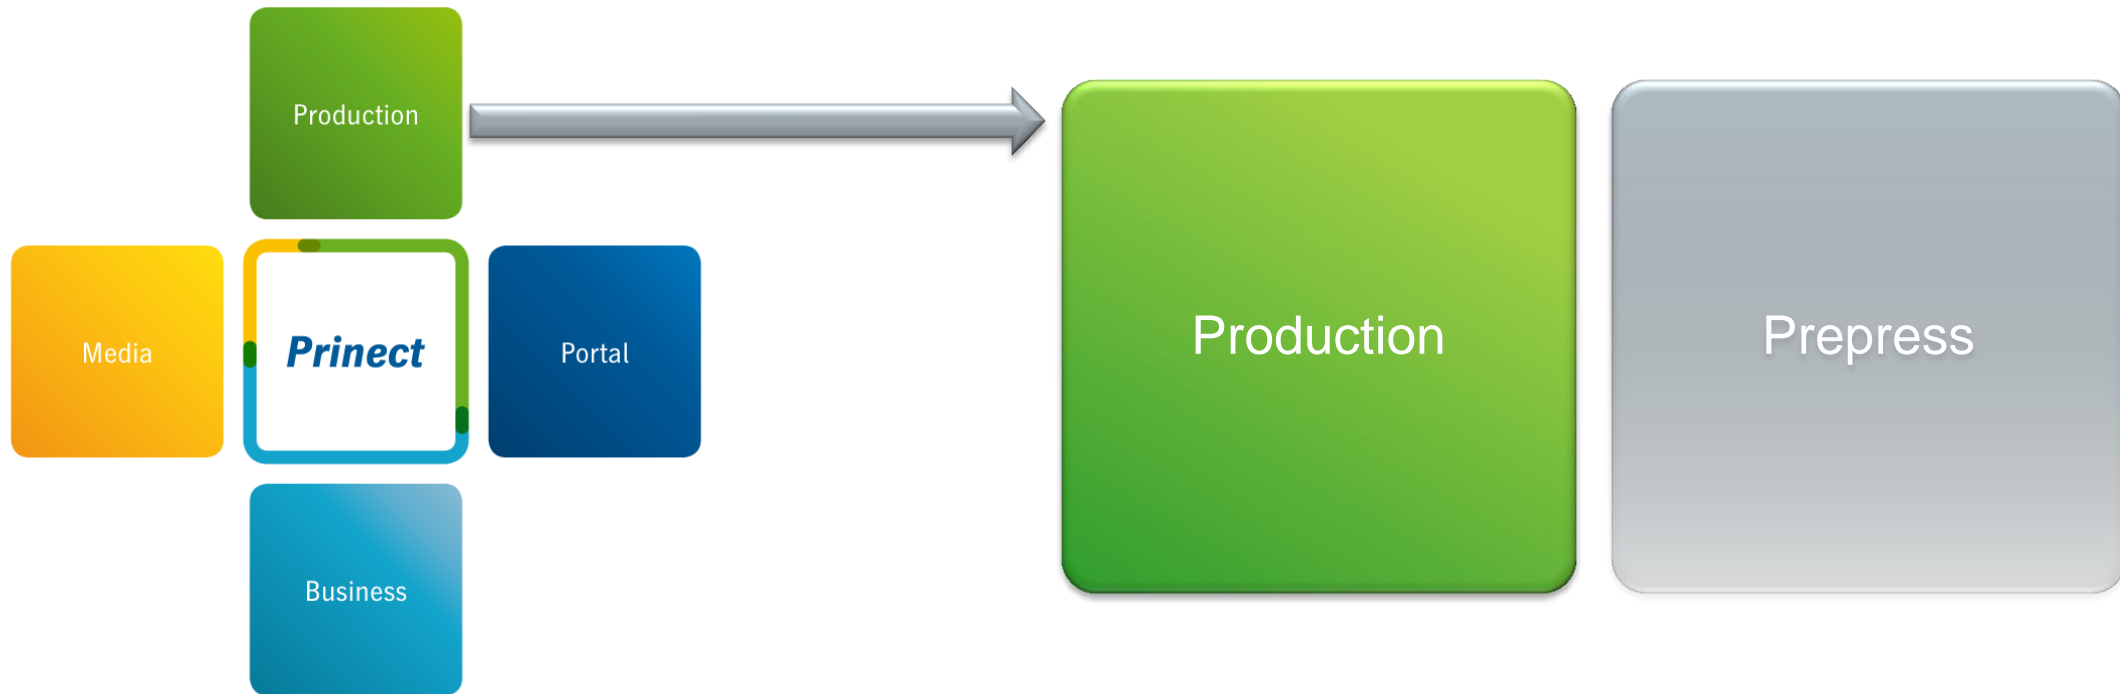 Production
Media
Prinect
Portal
Business
Production
Prepress